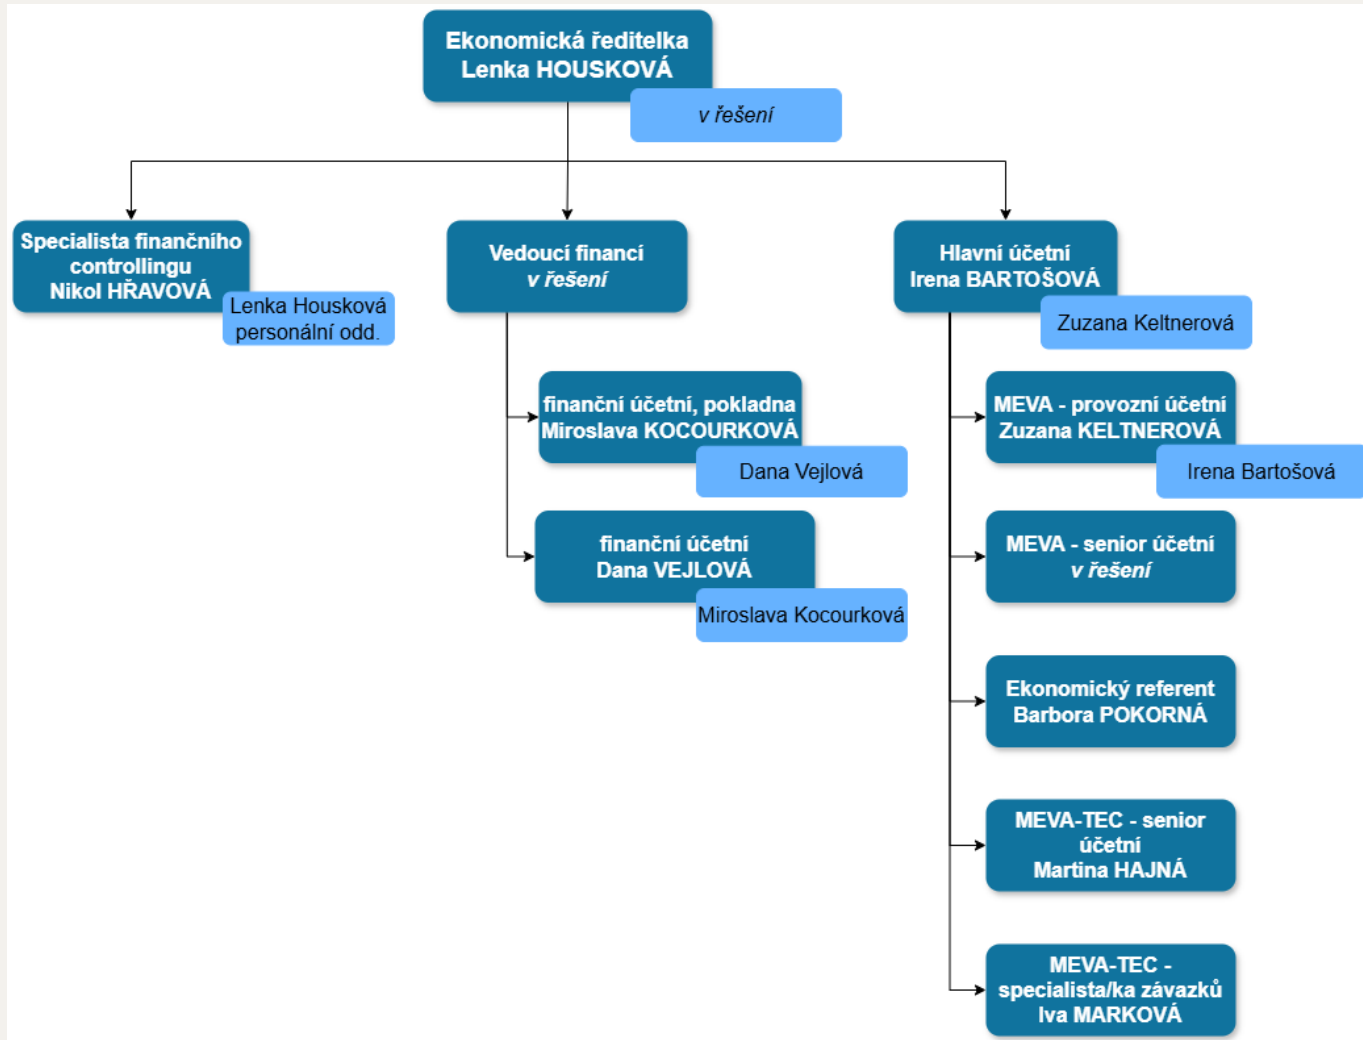 Ekonomická ředitelka
Lenka HOUSKOVÁ
v řešení
Specialista finančního
controllingu
Nikol HŘAVOVÁ
Lenka Housková
personální odd.
Vedoucí financí
v řešení
Hlavní účetní
Irena BARTOŠOVÁ
Zuzana Keltnerová
finanční účetní, pokladna
Miroslava KOCOURKOVÁ
Dana Vejlová
finanční účetní
Dana VEJLOVÁ
Miroslava Kocourková
MEVA - provozní účetní
Zuzana KELTNEROVÁ
Irena Bartošová
MEVA - senior účetní
v řešení
Ekonomický referent
Barbora POKORNÁ
MEVA-TEC - senior
účetní
Martina HAJNÁ
MEVA-TEC -
specialista/ka závazků
Iva MARKOVÁ